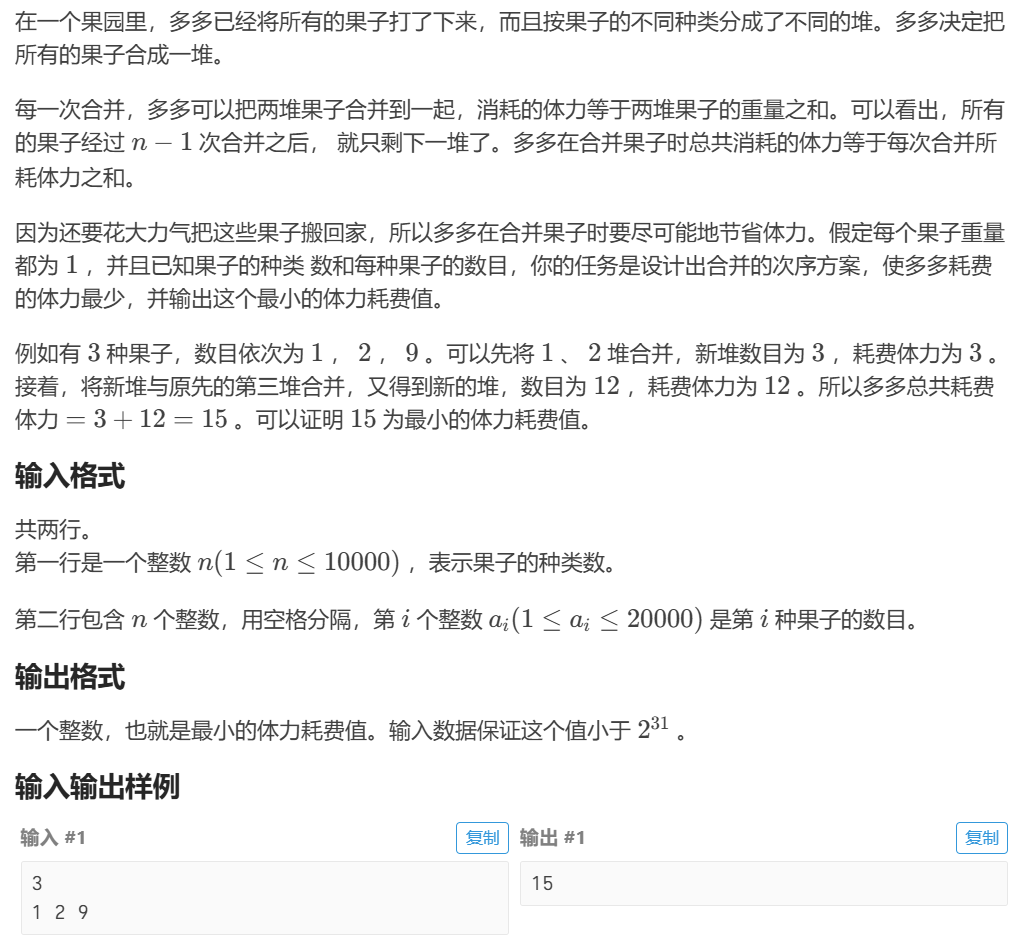 在一个果园里，多多已经将所有的果子打了下来，而且按果子的不同种类分成了不同的堆。多多决定把
所有的果子合成一堆。
每一次合并，多多可以把两堆果子合并到一起，消耗的体力等于两堆果子的重量之和。可以看出，所有
的果子经过 n − 1 次合并之后， 就只剩下一堆了。多多在合并果子时总共消耗的体力等于每次合并所
耗体力之和。
因为还要花大力气把这些果子搬回家，所以多多在合并果子时要尽可能地节省体力。假定每个果子重量
都为 1 ，并且已知果子的种类 数和每种果子的数目，你的任务是设计出合并的次序方案，使多多耗费
的体力最少，并输出这个最小的体力耗费值。
例如有 3 种果子，数目依次为 1 ， 2 ， 9 。可以先将 1 、 2 堆合并，新堆数目为 3 ，耗费体力为 3 。
接着，将新堆与原先的第三堆合并，又得到新的堆，数目为 12 ，耗费体力为 12 。所以多多总共耗费
体力 = 3 + 12 = 15 。可以证明 15 为最小的体力耗费值。
输入格式
共两行。
第一行是一个整数 n(1 ≤ n ≤ 10000) ，表示果子的种类数。
第二行包含 n 个整数，用空格分隔，第 i 个整数 aᵢ(1 ≤ aᵢ ≤ 20000) 是第 i 种果子的数目。
输出格式
一个整数，也就是最小的体力耗费值。输入数据保证这个值小于 2³¹ 。
输入输出样例
输入 #1 复制
3
1 2 9
输出 #1 复制
15